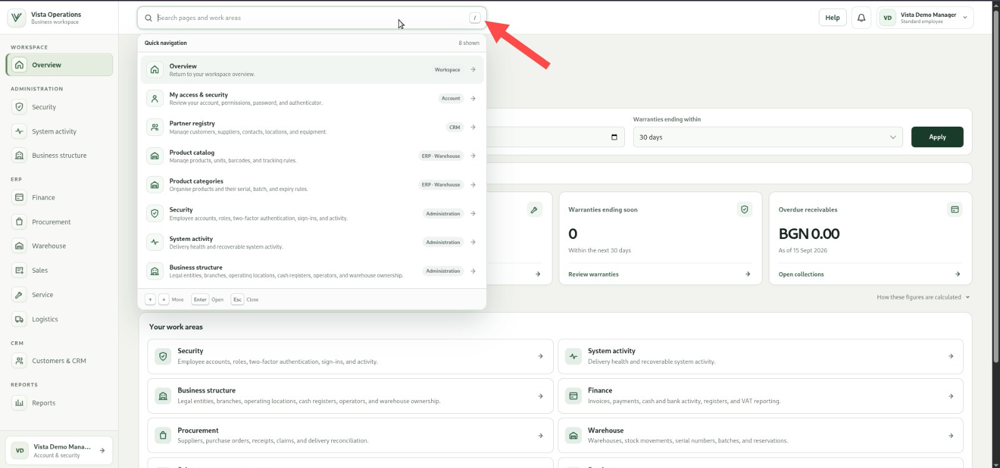 Vista Operations
Business workspace
Search pages and work areas
/
Help
VD
Vista Demo Manager
Standard employee
WORKSPACE
Overview
ADMINISTRATION
Security
System activity
Business structure
ERP
Finance
Procurement
Warehouse
Sales
Service
Logistics
CRM
Customers & CRM
REPORTS
Reports
VD
Vista Demo Mana...
Account & security
Quick navigation
8 shown
Overview
Return to your workspace overview.
Workspace
My access & security
Review your account, permissions, password, and authenticator.
Account
Partner registry
Manage customers, suppliers, contacts, locations, and equipment.
CRM
Product catalog
Manage products, units, barcodes, and tracking rules.
ERP · Warehouse
Product categories
Organise products and their serial, batch, and expiry rules.
ERP · Warehouse
Security
Employee accounts, roles, two-factor authentication, sign-ins, and activity.
Administration
System activity
Delivery health and recoverable system activity.
Administration
Business structure
Legal entities, branches, operating locations, cash registers, operators, and warehouse ownership.
Administration
↑ ↓ Move Enter Open Esc Close
Warranties ending within
30 days
Apply
Warranties ending soon
0
Within the next 30 days
Review warranties
Overdue receivables
BGN 0.00
As of 15 Sept 2026
Open collections
How these figures are calculated
Your work areas
Security
Employee accounts, roles, two-factor authentication, sign-ins, and activity.
System activity
Delivery health and recoverable system activity.
Business structure
Legal entities, branches, operating locations, cash registers, operators, and warehouse ownership.
Finance
Invoices, payments, cash and bank activity, registers, and VAT reporting.
Procurement
Suppliers, purchase orders, receipts, claims, and delivery reconciliation.
Warehouse
Warehouses, stock movements, serial numbers, batches, and reservations.